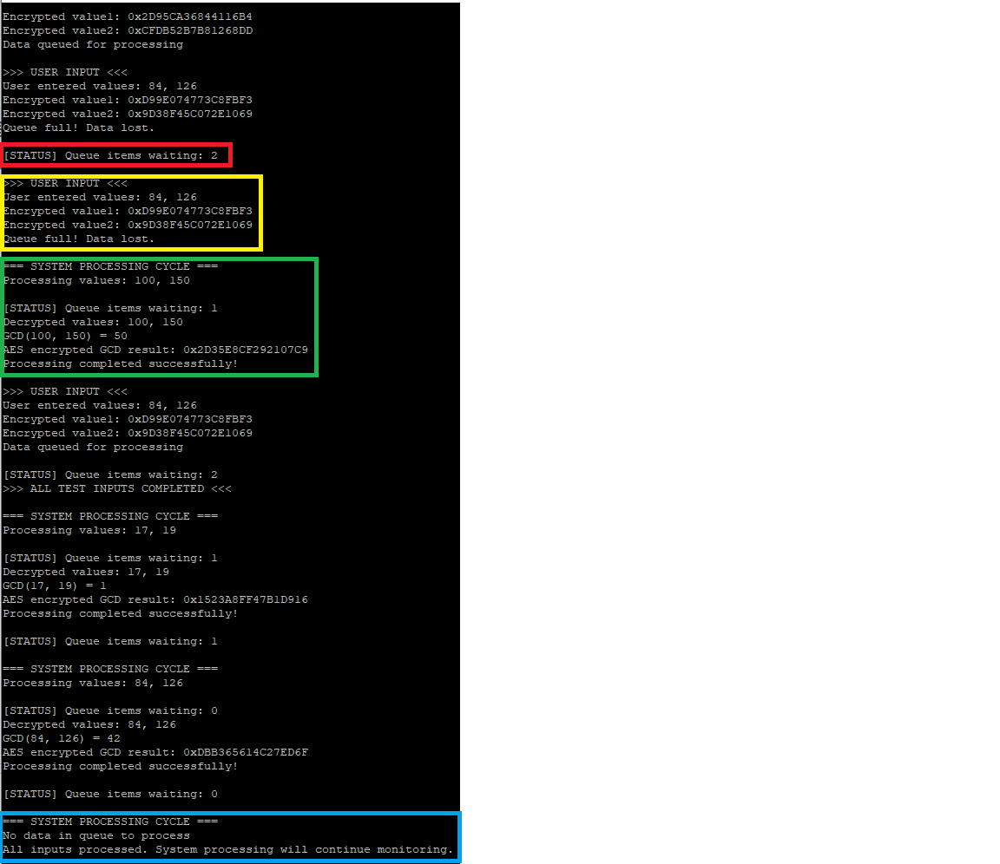 Encrypted value1: 0x2D95CA36844116B4
Encrypted value2: 0xCFDB52B7B81268DD
Data queued for processing
>>> USER INPUT <<<
User entered values: 84, 126
Encrypted value1: 0xD99E074773C8FBF3
Encrypted value2: 0x9D38F45C072E1069
Queue full! Data lost.
[STATUS] Queue items waiting: 2
>>> USER INPUT <<<
User entered values: 84, 126
Encrypted value1: 0xD99E074773C8FBF3
Encrypted value2: 0x9D38F45C072E1069
Queue full! Data lost.
=== SYSTEM PROCESSING CYCLE ===
Processing values: 100, 150
[STATUS] Queue items waiting: 1
Decrypted values: 100, 150
GCD(100, 150) = 50
AES encrypted GCD result: 0x2D35E8CF292107C9
Processing completed successfully!
>>> USER INPUT <<<
User entered values: 84, 126
Encrypted value1: 0xD99E074773C8FBF3
Encrypted value2: 0x9D38F45C072E1069
Data queued for processing
[STATUS] Queue items waiting: 2
>>> ALL TEST INPUTS COMPLETED <<<
=== SYSTEM PROCESSING CYCLE ===
Processing values: 17, 19
[STATUS] Queue items waiting: 1
Decrypted values: 17, 19
GCD(17, 19) = 1
AES encrypted GCD result: 0x1523A8FF47B1D916
Processing completed successfully!
[STATUS] Queue items waiting: 1
=== SYSTEM PROCESSING CYCLE ===
Processing values: 84, 126
[STATUS] Queue items waiting: 0
Decrypted values: 84, 126
GCD(84, 126) = 42
AES encrypted GCD result: 0xDBB365614C27ED6F
Processing completed successfully!
[STATUS] Queue items waiting: 0
=== SYSTEM PROCESSING CYCLE ===
No data in queue to process
All inputs processed. System processing will continue monitoring.